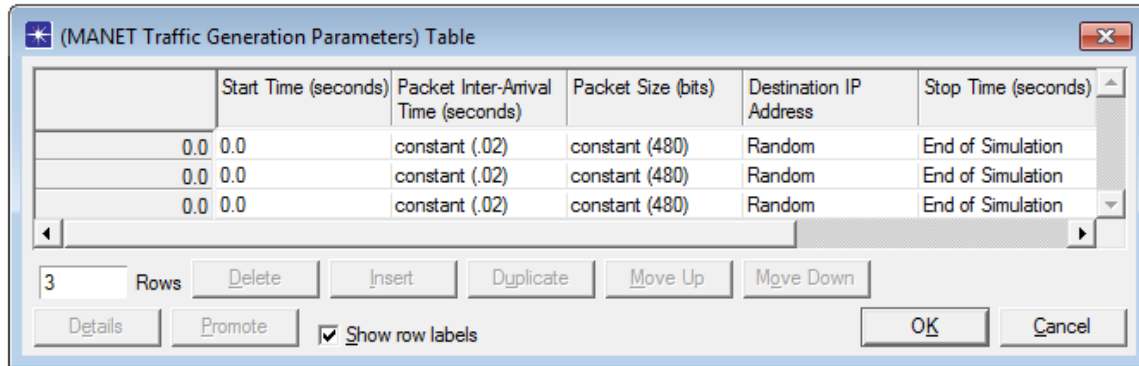 (MANET Traffic Generation Parameters) Table
Start Time (seconds) Packet Inter-Arrival Time (seconds) Packet Size (bits) Destination IP Address Stop Time (seconds)
0.0 0.0 constant (.02) constant (480) Random End of Simulation
0.0 0.0 constant (.02) constant (480) Random End of Simulation
0.0 0.0 constant (.02) constant (480) Random End of Simulation
3 Rows Delete Insert Duplicate Move Up Move Down
Details Promote Show row labels OK Cancel